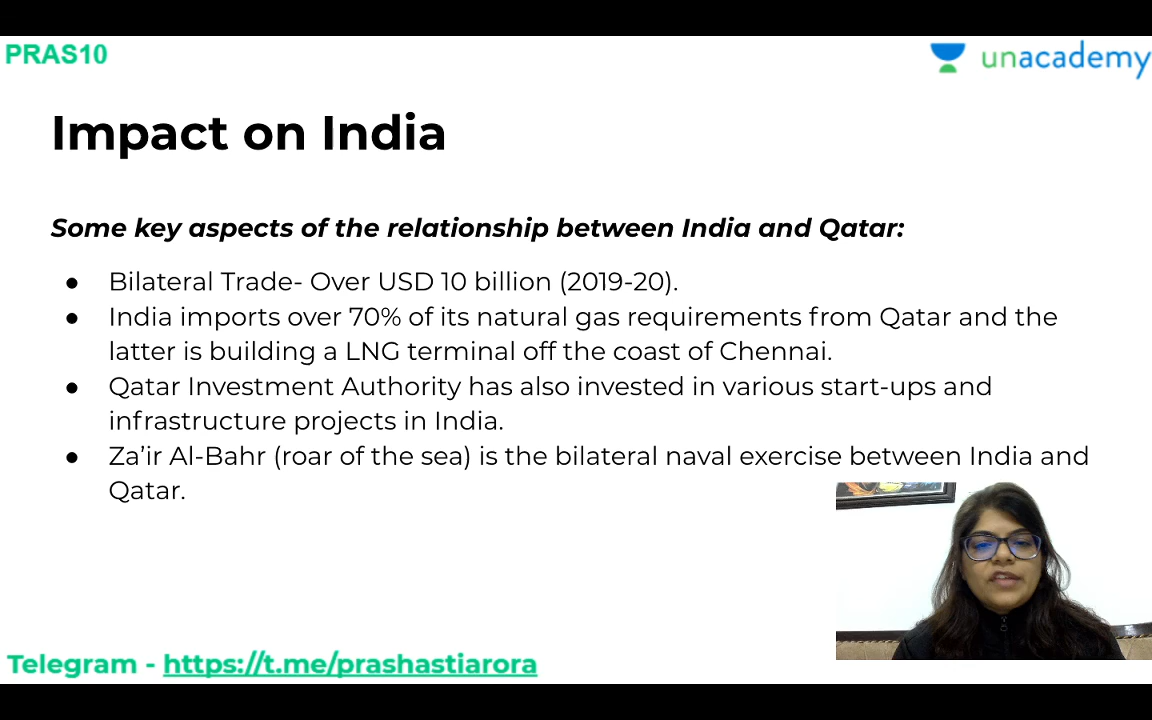 PRAS10
unacademy
Impact on India
Some key aspects of the relationship between India and Qatar:
● Bilateral Trade- Over USD 10 billion (2019-20).
● India imports over 70% of its natural gas requirements from Qatar and the
latter is building a LNG terminal off the coast of Chennai.
● Qatar Investment Authority has also invested in various start-ups and
infrastructure projects in India.
● Za’ir Al-Bahr (roar of the sea) is the bilateral naval exercise between India and
Qatar.
Telegram - https://t.me/prashastiarora